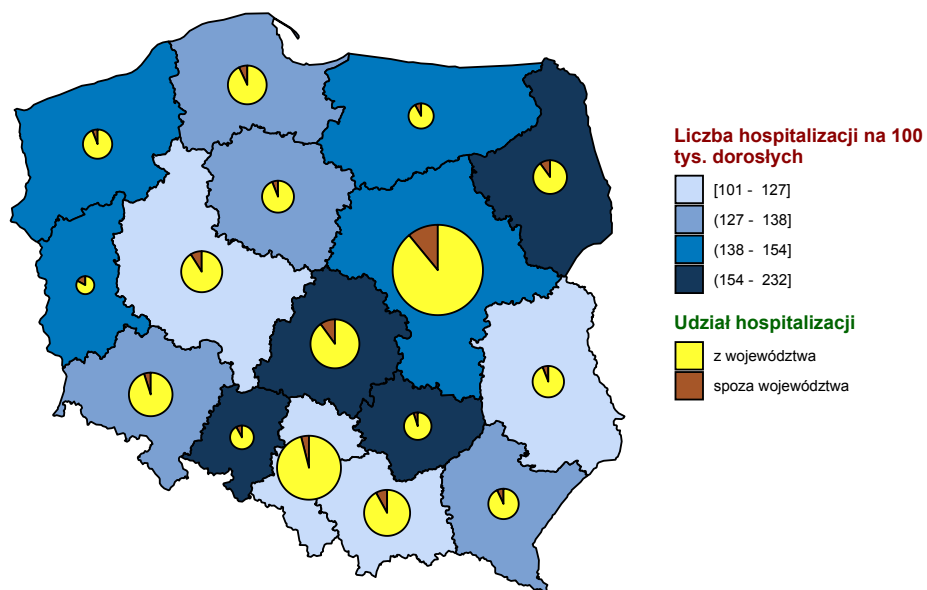 Liczba hospitalizacji na 100
tys. dorosłych
[101 - 127]
(127 - 138]
(138 - 154]
(154 - 232]
Udział hospitalizacji
z województwa
spoza województwa